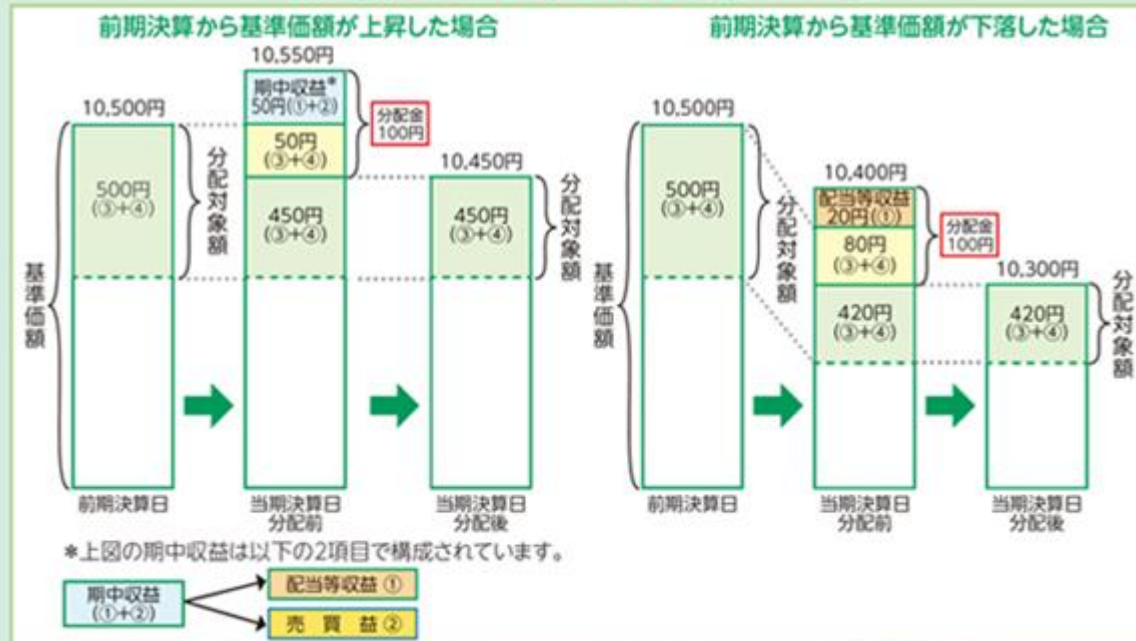 前期決算から基準価額が上昇した場合
10,500円
500円
(③+④)
分配対象額
基準価額
前期決算日
10,550円
期中収益*
50円(①+②)
50円
(③+④)
450円
(③+④)
分配金
100円
当期決算日
分配前
10,450円
450円
(③+④)
分配対象額
当期決算日
分配後
*上図の期中収益は以下の2項目で構成されています。
期中収益
(①+②)
配当等収益 ①
売 買 益 ②
前期決算から基準価額が下落した場合
10,500円
500円
(③+④)
分配対象額
基準価額
前期決算日
10,400円
配当等収益
20円(①)
80円
(③+④)
420円
(③+④)
分配金
100円
当期決算日
分配前
10,300円
420円
(③+④)
分配対象額
当期決算日
分配後